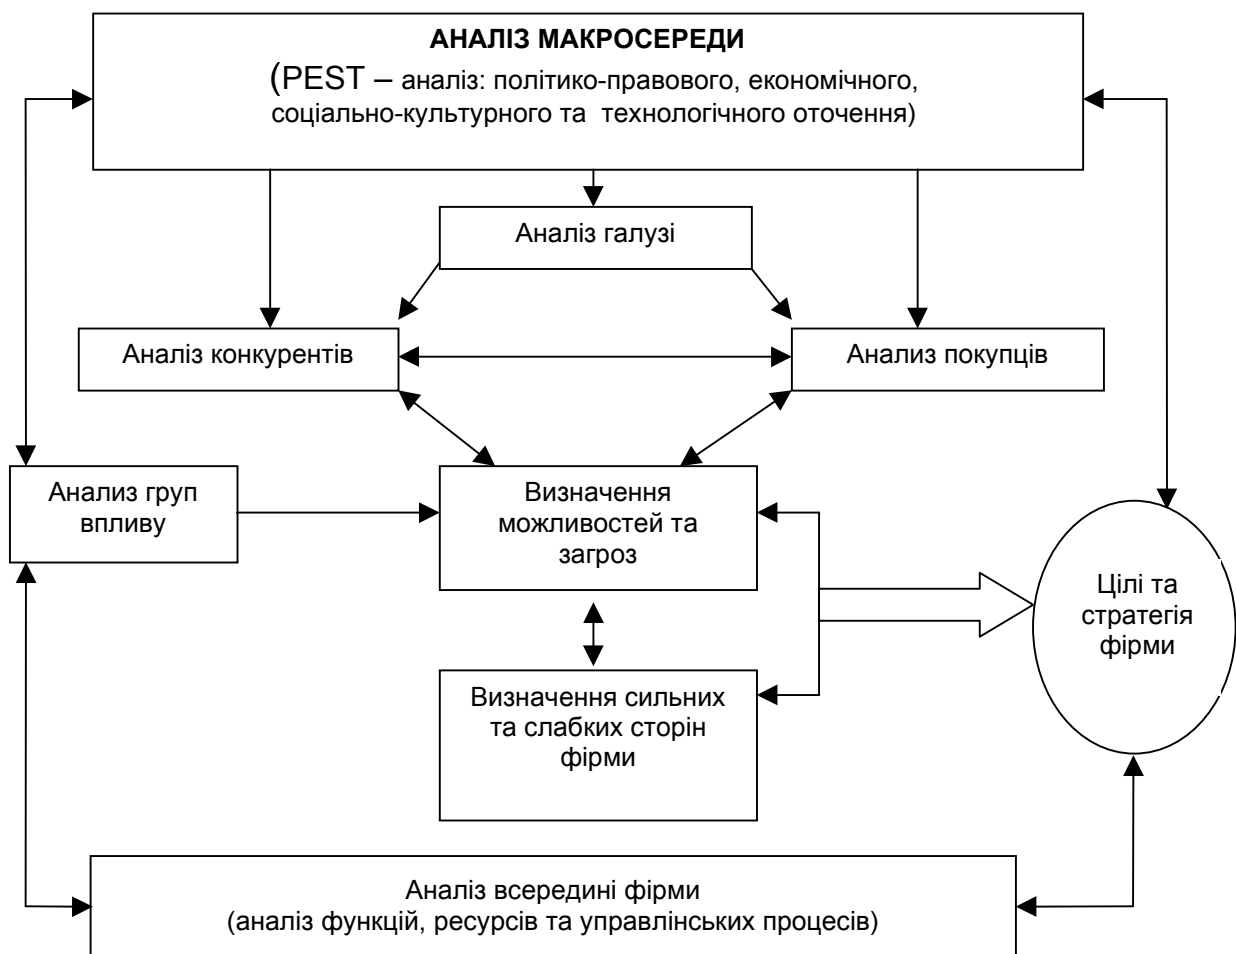 АНАЛІЗ МАКРОСЕРЕДИ
(PEST – аналіз: політико-правового, економічного,
соціально-культурного та технологічного оточення)
Аналіз галузі
Аналіз конкурентів
Анализ покупців
Анализ груп
впливу
Визначення
можливостей та
загроз
Цілі та
стратегія
фірми
Визначення сильних
та слабких сторін
фірми
Аналіз всередині фірми
(аналіз функцій, ресурсів та управлінських процесів)